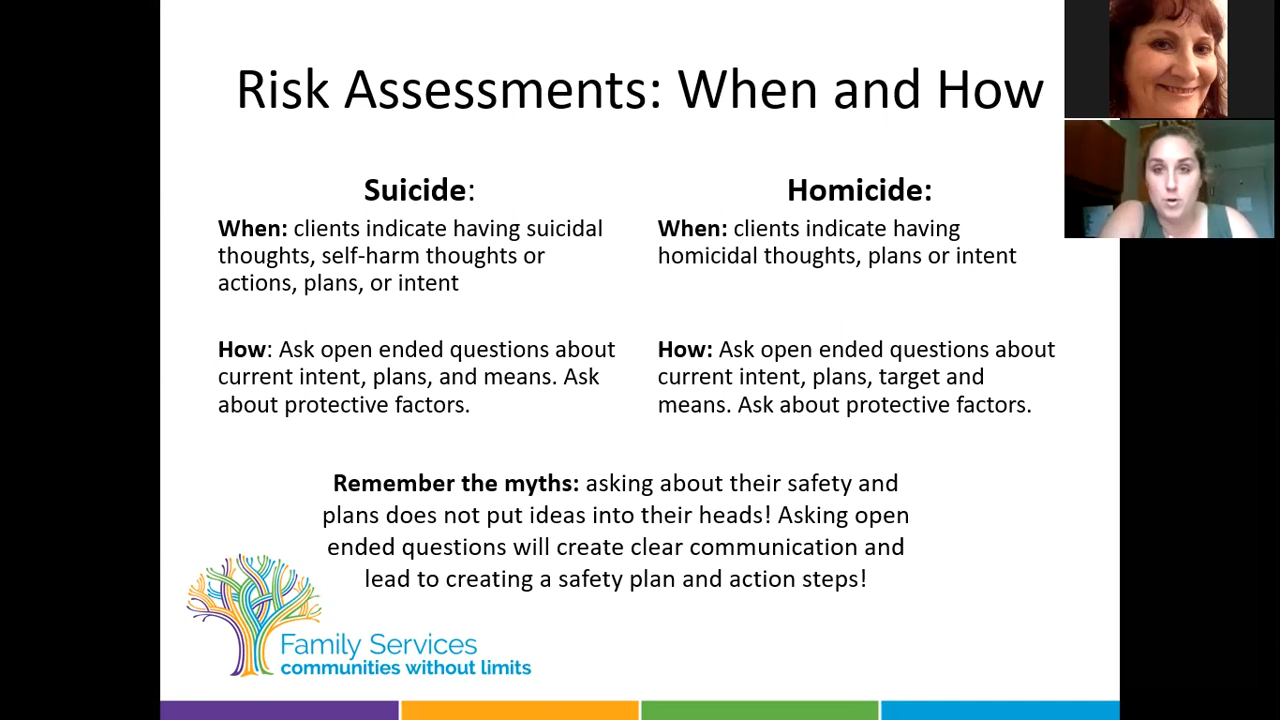 Risk Assessments: When and How
Suicide:
When: clients indicate having suicidal
thoughts, self-harm thoughts or
actions, plans, or intent
How: Ask open ended questions about
current intent, plans, and means. Ask
about protective factors.
Homicide:
When: clients indicate having
homicidal thoughts, plans or intent
How: Ask open ended questions about
current intent, plans, target and
means. Ask about protective factors.
Remember the myths: asking about their safety and
plans does not put ideas into their heads! Asking open
ended questions will create clear communication and
lead to creating a safety plan and action steps!
Family Services
communities without limits